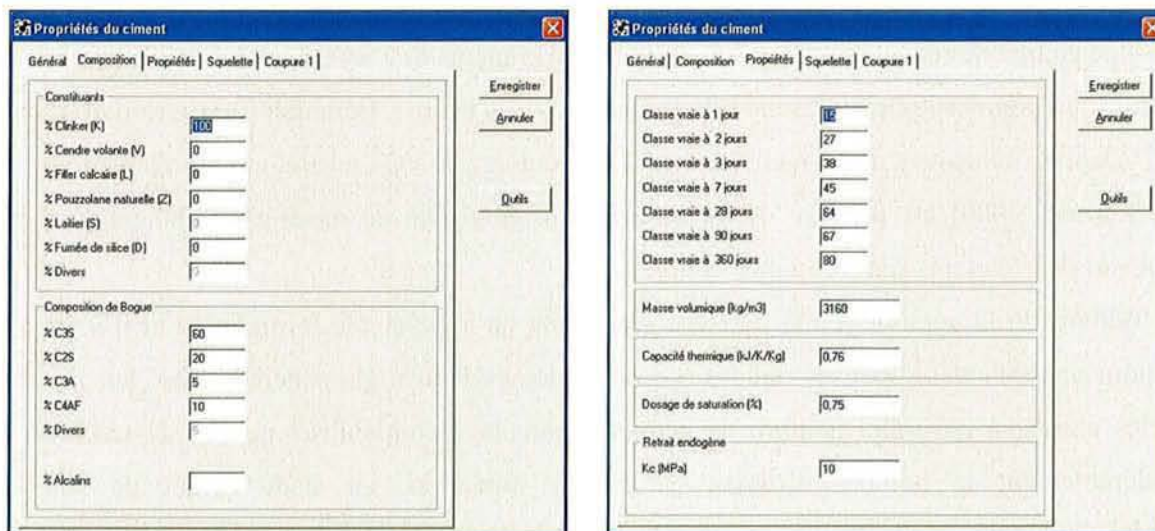 Propriétés du ciment
Général Composition Propriétés Squelette Coupure 1
Constituants
% Clinker (K) 100
% Cendre volante (V) 0
% Filler calcaire (L) 0
% Pouzzolane naturelle (Z) 0
% Laitier (S) 0
% Fumée de silice (D) 0
% Divers 0
Composition de Bogue
% C3S 60
% C2S 20
% C3A 5
% C4AF 10
% Divers 5
% Alcalins
Enregistrer
Annuler
Outils
Propriétés du ciment
Général Composition Propriétés Squelette Coupure 1
Classe vraie à 1 jour 15
Classe vraie à 2 jours 27
Classe vraie à 3 jours 38
Classe vraie à 7 jours 45
Classe vraie à 28 jours 64
Classe vraie à 90 jours 67
Classe vraie à 360 jours 80
Masse volumique (kg/m3) 3160
Capacité thermique (kJ/K/Kg) 0,76
Dosage de saturation (%) 0,75
Retrait endogène
Kc (MPa) 10
Enregistrer
Annuler
Outils